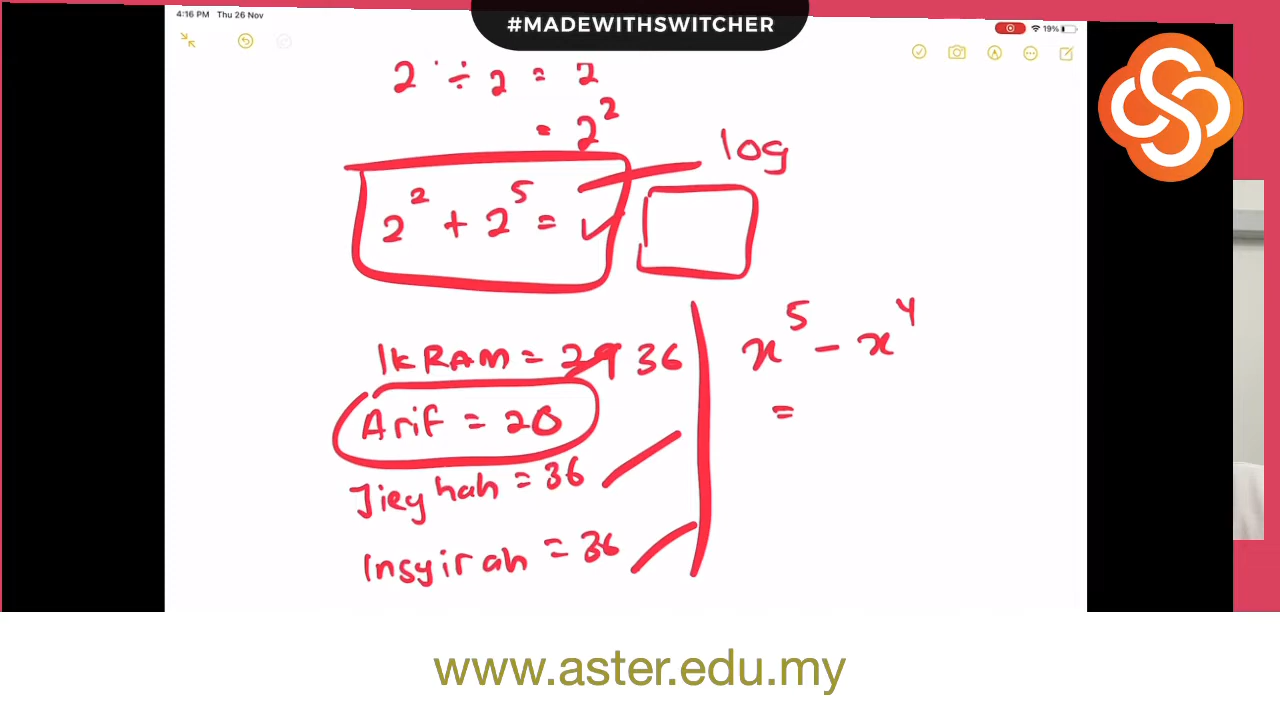 4:16 PM Thu 26 Nov
#MADEWITHSWITCHER
19%
2 ÷ 2 = 2
= 2²
log
2² + 2⁵ =
IKRAM = 29 36
Arif = 20
Jieyhah = 36
Insyirah = 36
x⁵ - x⁴
=
www.aster.edu.my